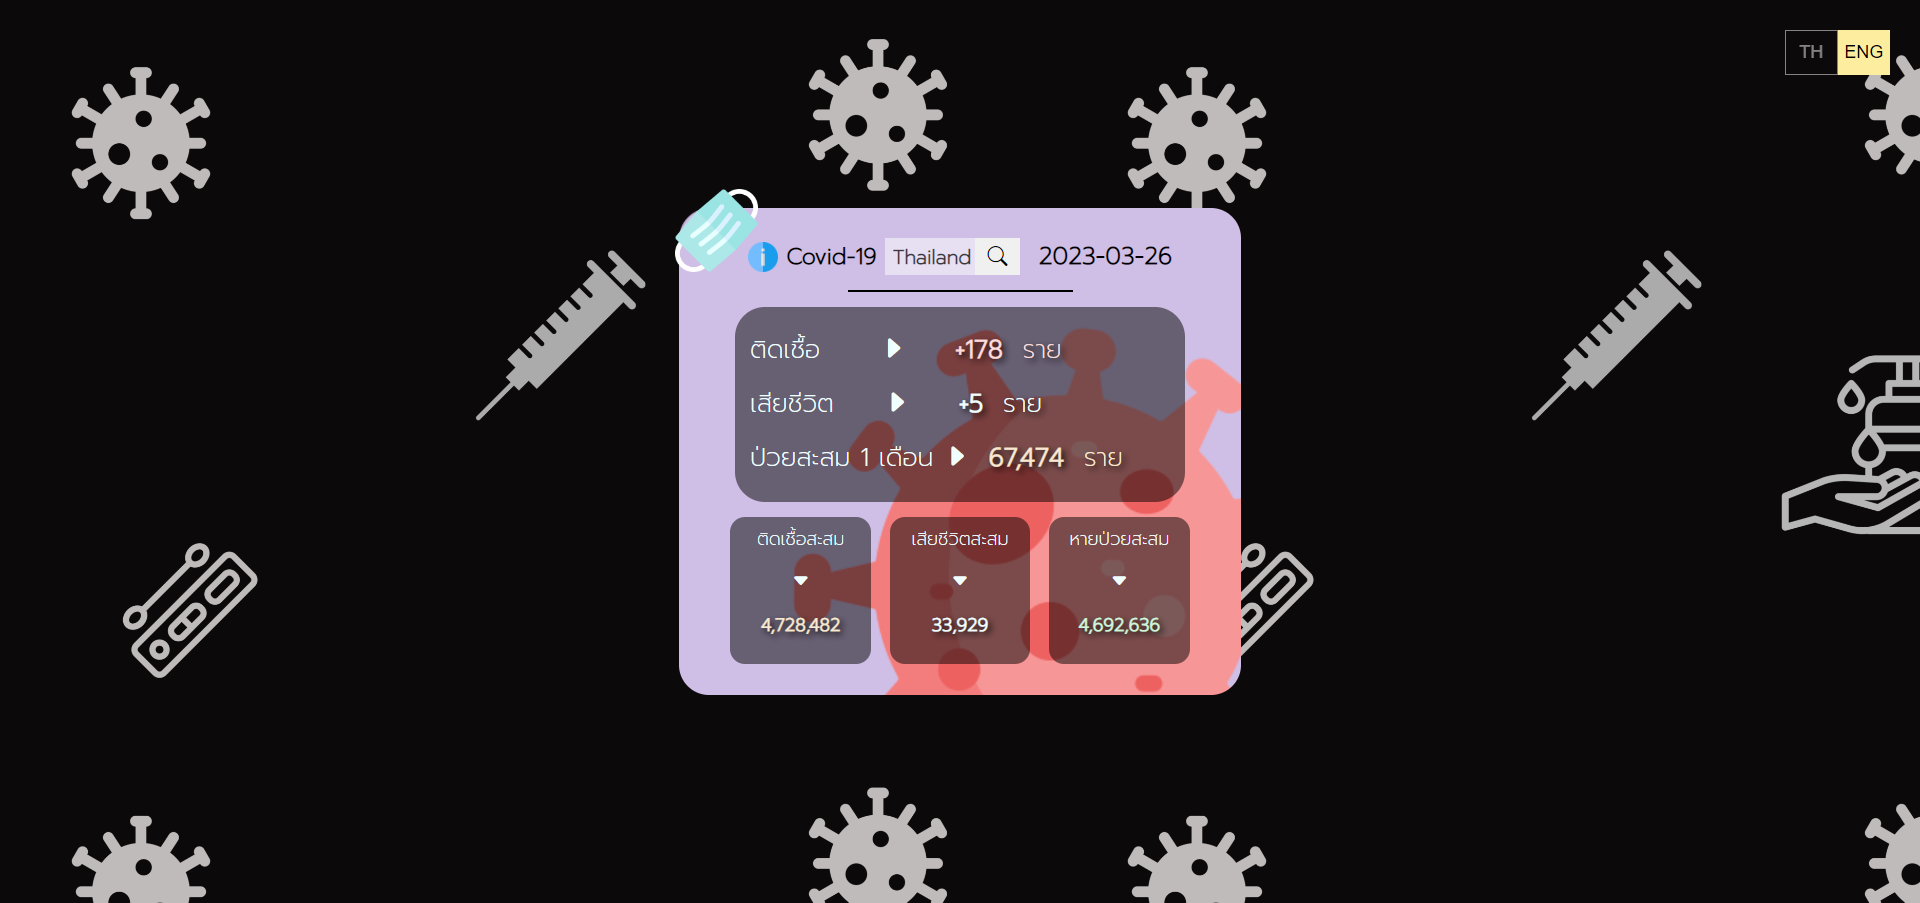 TH ENG
Covid-19 Thailand 2023-03-26
ติดเชื้อ +178 ราย
เสียชีวิต +5 ราย
ป่วยสะสม 1 เดือน 67,474 ราย
ติดเชื้อสะสม
4,728,482
เสียชีวิตสะสม
33,929
หายป่วยสะสม
4,692,636